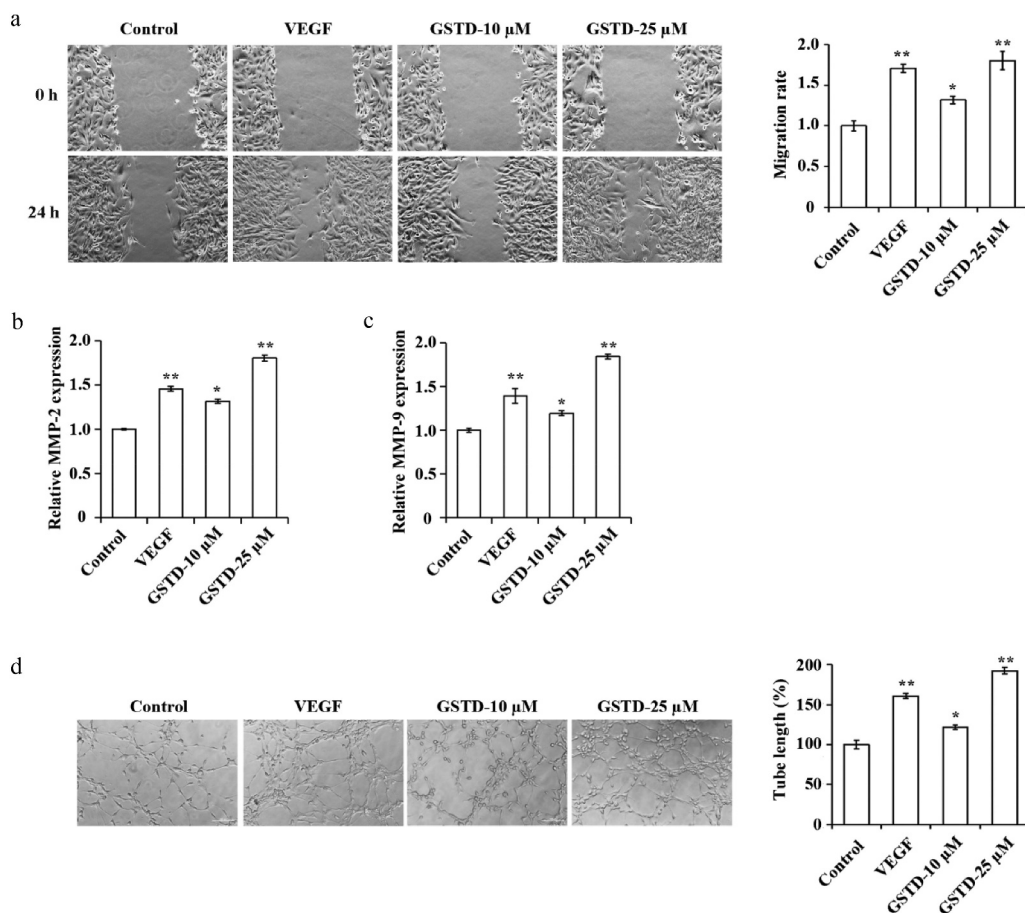 a
Control VEGF GSTD-10 µM GSTD-25 µM
0 h
24 h
Migration rate
2.0
1.5
1.0
0.5
0
** * **
Control VEGF GSTD-10 µM GSTD-25 µM
b
Relative MMP-2 expression
2.0
1.5
1.0
0.5
0
** * **
Control VEGF GSTD-10 µM GSTD-25 µM
c
Relative MMP-9 expression
2.0
1.5
1.0
0.5
0
** * **
Control VEGF GSTD-10 µM GSTD-25 µM
d
Control VEGF GSTD-10 µM GSTD-25 µM
Tube length (%)
200
150
100
50
0
** * **
Control VEGF GSTD-10 µM GSTD-25 µM